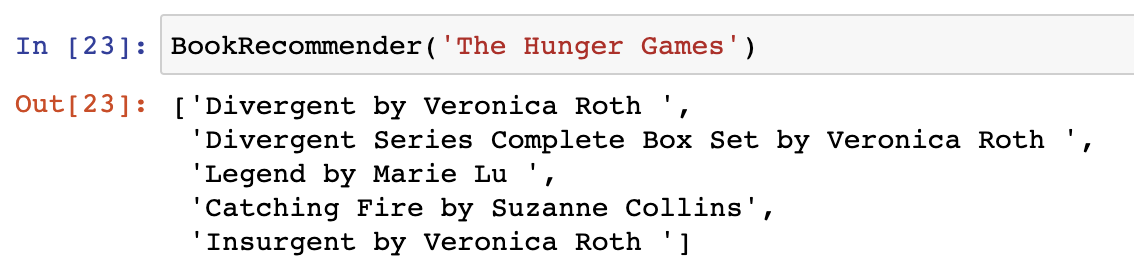 In [23]: BookRecommender('The Hunger Games')
Out[23]: ['Divergent by Veronica Roth ',
'Divergent Series Complete Box Set by Veronica Roth ',
'Legend by Marie Lu ',
'Catching Fire by Suzanne Collins',
'Insurgent by Veronica Roth ']